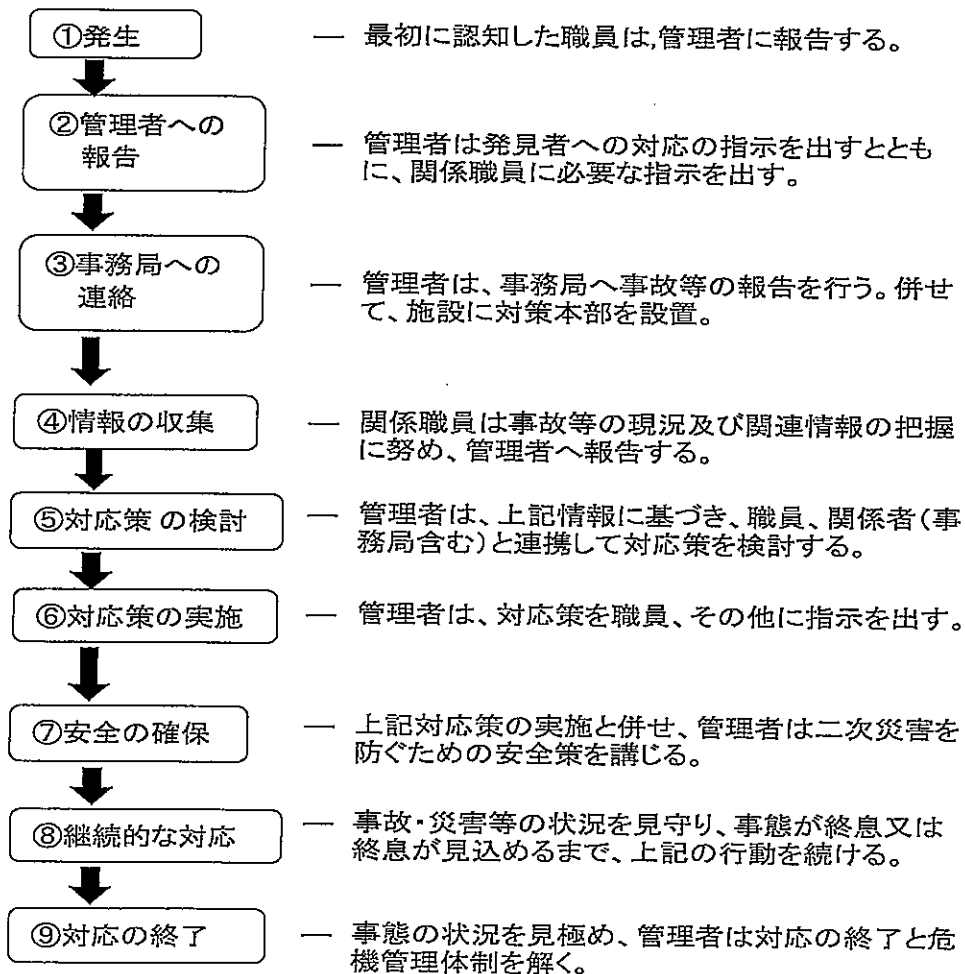 ①発生
― 最初に認知した職員は,管理者に報告する。
②管理者への
報告
― 管理者は発見者への対応の指示を出すととも
に、関係職員に必要な指示を出す。
③事務局への
連絡
― 管理者は、事務局へ事故等の報告を行う。併せ
て、施設に対策本部を設置。
④情報の収集
― 関係職員は事故等の現況及び関連情報の把握
に努め、管理者へ報告する。
⑤対応策 の検討
― 管理者は、上記情報に基づき、職員、関係者(事
務局含む)と連携して対応策を検討する。
⑥対応策の実施
― 管理者は、対応策を職員、その他に指示を出す。
⑦安全の確保
― 上記対応策の実施と併せ、管理者は二次災害を
防ぐための安全策を講じる。
⑧継続的な対応
― 事故・災害等の状況を見守り、事態が終息又は
終息が見込めるまで、上記の行動を続ける。
⑨対応の終了
― 事態の状況を見極め、管理者は対応の終了と危
機管理体制を解く。